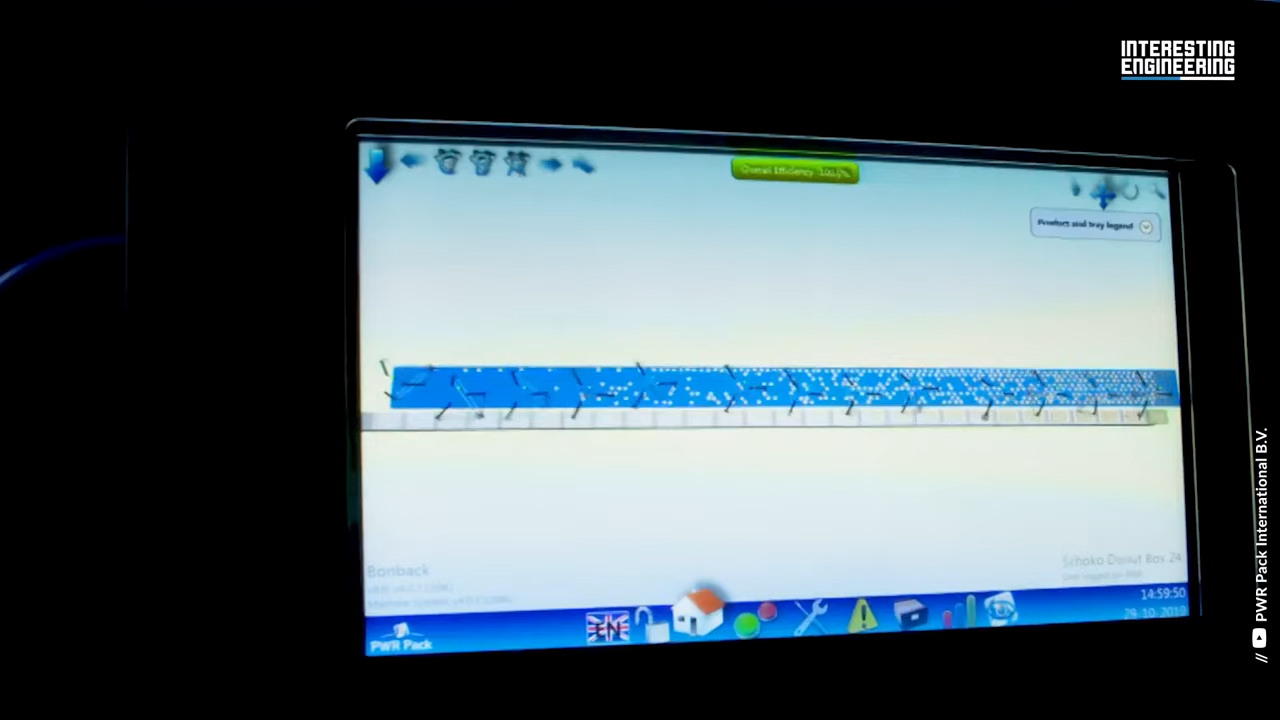 INTERESTING
ENGINEERING
Overall Efficiency 100.0%
Product and tray legend
Bonback
Schoko Donut Box 24
EN
14:59:50
29.10.2019
PWR Pack
// PWR Pack International B.V.